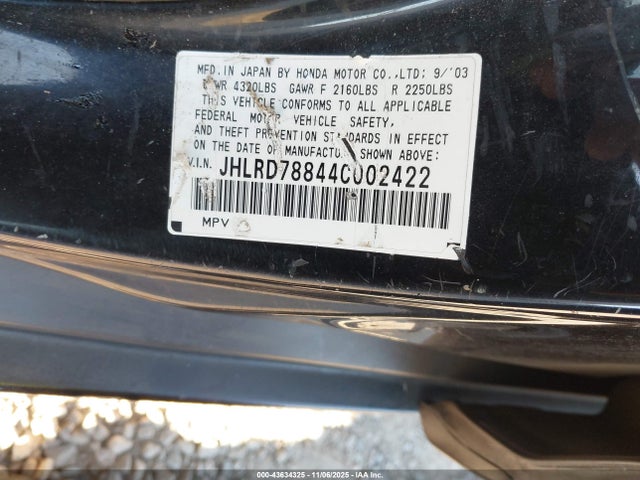 MFD.IN JAPAN BY HONDA MOTOR CO.,LTD: 9/'03
GVWR 4320LBS GAWR F 2160LBS R 2250LBS
THIS VEHICLE CONFORMS TO ALL APPLICABLE
FEDERAL MOTOR VEHICLE SAFETY,
AND THEFT PREVENTION STANDARDS IN EFFECT
ON THE DATE OF MANUFACTURE SHOWN ABOVE:
V.I.N. JHLRD78844C002422
MPV
000-43634325 11/06/2025 IAA Inc.